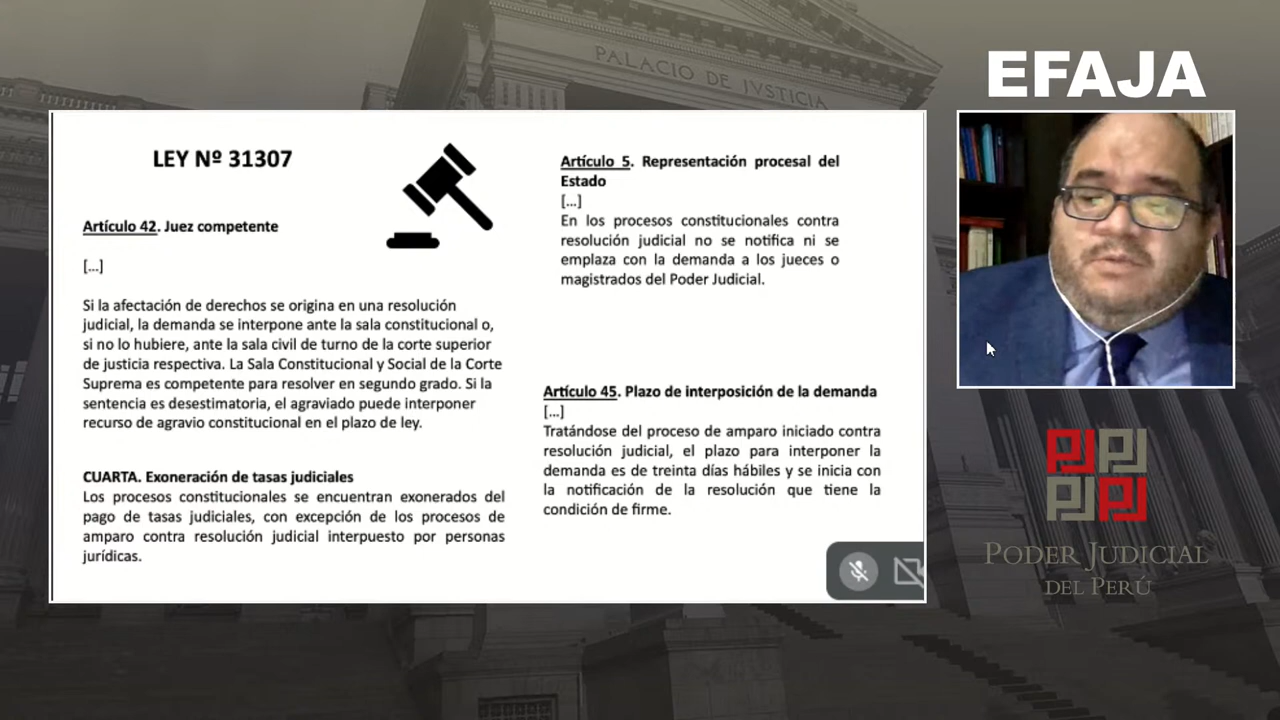 PALACIO DE JVSTICIA
EFAJA
LEY Nº 31307
Artículo 42. Juez competente
[...]
Si la afectación de derechos se origina en una resolución
judicial, la demanda se interpone ante la sala constitucional o,
si no lo hubiere, ante la sala civil de turno de la corte superior
de justicia respectiva. La Sala Constitucional y Social de la Corte
Suprema es competente para resolver en segundo grado. Si la
sentencia es desestimatoria, el agraviado puede interponer
recurso de agravio constitucional en el plazo de ley.
CUARTA. Exoneración de tasas judiciales
Los procesos constitucionales se encuentran exonerados del
pago de tasas judiciales, con excepción de los procesos de
amparo contra resolución judicial interpuesto por personas
jurídicas.
Artículo 5. Representación procesal del
Estado
[...]
En los procesos constitucionales contra
resolución judicial no se notifica ni se
emplaza con la demanda a los jueces o
magistrados del Poder Judicial.
Artículo 45. Plazo de interposición de la demanda
[...]
Tratándose del proceso de amparo iniciado contra
resolución judicial, el plazo para interponer la
demanda es de treinta días hábiles y se inicia con
la notificación de la resolución que tiene la
condición de firme.
PJ PJ
PJ PJ
PODER JUDICIAL
DEL PERÚ